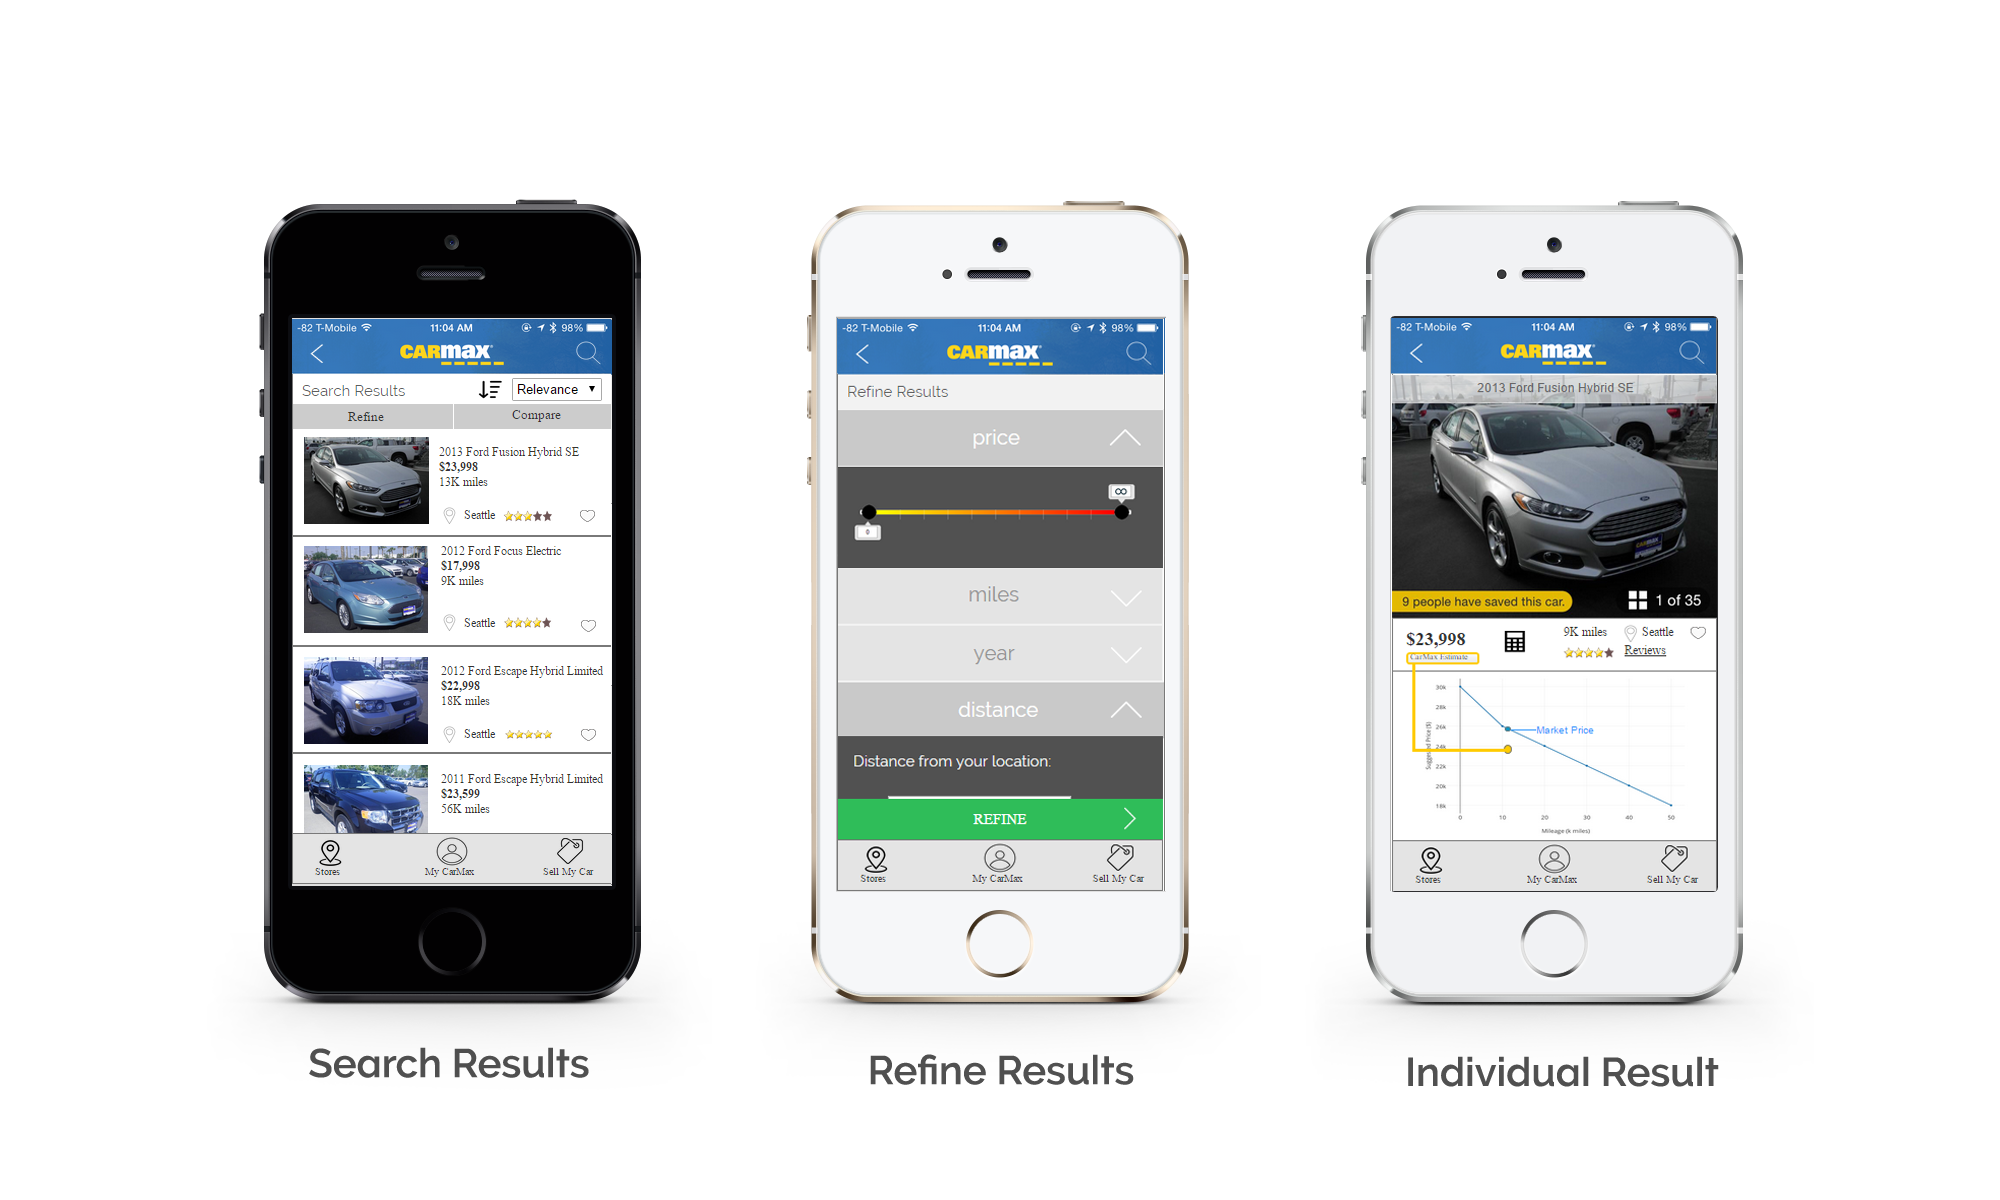 -82 T-Mobile 11:04 AM 98%
CARMAX
Search Results Relevance
Refine Compare
2013 Ford Fusion Hybrid SE
$23,998
13K miles
Seattle
2012 Ford Focus Electric
$17,998
9K miles
Seattle
2012 Ford Escape Hybrid Limited
$22,998
18K miles
Seattle
2011 Ford Escape Hybrid Limited
$23,599
56K miles
Stores My CarMax Sell My Car
Search Results
-82 T-Mobile 11:04 AM 98%
CARMAX
Refine Results
price
∞
0
miles
year
distance
Distance from your location:
REFINE
Stores My CarMax Sell My Car
Refine Results
-82 T-Mobile 11:04 AM 98%
CARMAX
2013 Ford Fusion Hybrid SE
CARMAX
9 people have saved this car. 1 of 35
$23,998 9K miles Seattle
CarMax Estimate Reviews
30k
28k
26k Market Price
24k
22k
20k
18k
Suggested Price ($)
0 10 20 30 40 50
Mileage (k miles)
Stores My CarMax Sell My Car
Individual Result